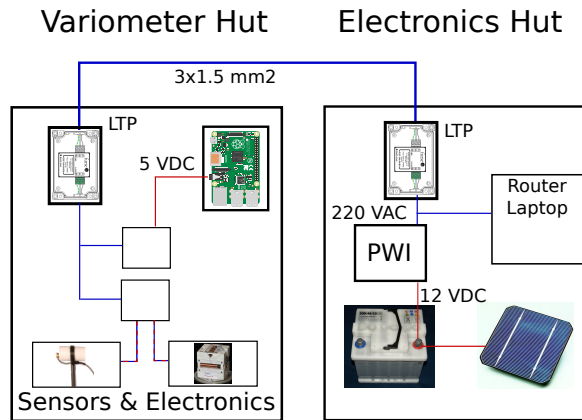 Variometer Hut
Electronics Hut
3x1.5 mm2
LTP
LTP
5 VDC
Router
Laptop
220 VAC
PWI
12 VDC
Sensors & Electronics